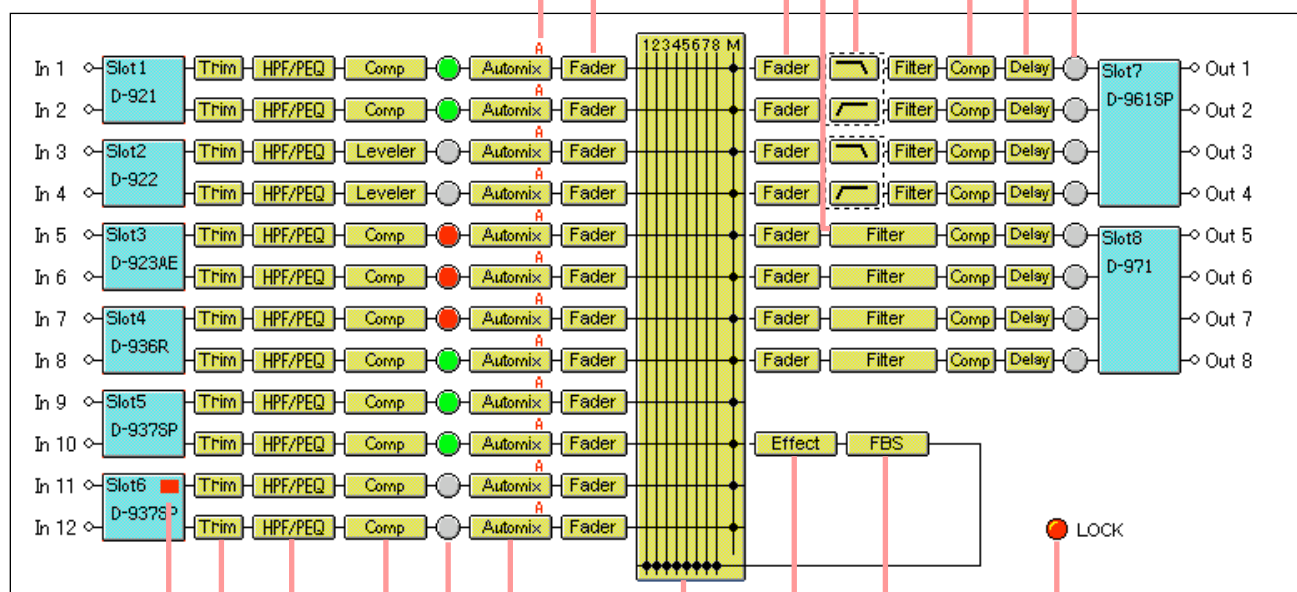 A
12345678 M
In 1 Slot1 Trim HPF/PEQ Comp Automix Fader Fader Filter Comp Delay Slot7 Out 1
D-921 D-961SP
A
In 2 Trim HPF/PEQ Comp Automix Fader Fader Filter Comp Delay Out 2
A
In 3 Slot2 Trim HPF/PEQ Leveler Automix Fader Fader Filter Comp Delay Out 3
D-922
A
In 4 Trim HPF/PEQ Leveler Automix Fader Fader Filter Comp Delay Out 4
A
In 5 Slot3 Trim HPF/PEQ Comp Automix Fader Fader Filter Comp Delay Slot8 Out 5
D-923AE D-971
A
In 6 Trim HPF/PEQ Comp Automix Fader Fader Filter Comp Delay Out 6
A
In 7 Slot4 Trim HPF/PEQ Comp Automix Fader Fader Filter Comp Delay Out 7
D-936R
A
In 8 Trim HPF/PEQ Comp Automix Fader Fader Filter Comp Delay Out 8
A
In 9 Slot5 Trim HPF/PEQ Comp Automix Fader
D-937SP
A
In 10 Trim HPF/PEQ Comp Automix Fader Effect FBS
A
In 11 Slot6 Trim HPF/PEQ Comp Automix Fader
D-937SP
A
In 12 Trim HPF/PEQ Comp Automix Fader LOCK